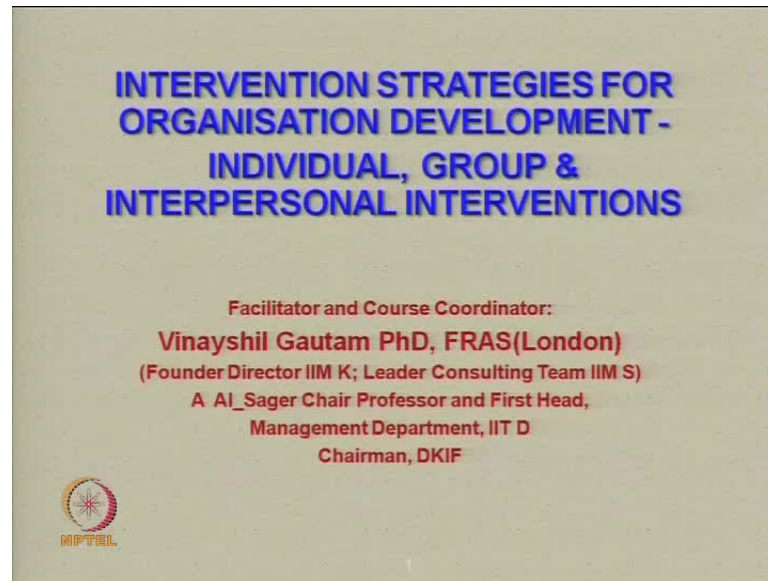 INTERVENTION STRATEGIES FOR
ORGANISATION DEVELOPMENT -
INDIVIDUAL, GROUP &
INTERPERSONAL INTERVENTIONS
Facilitator and Course Coordinator:
Vinayshil Gautam PhD, FRAS(London)
(Founder Director IIM K; Leader Consulting Team IIM S)
A Al_Sager Chair Professor and First Head,
Management Department, IIT D
Chairman, DKIF
NPTEL
1